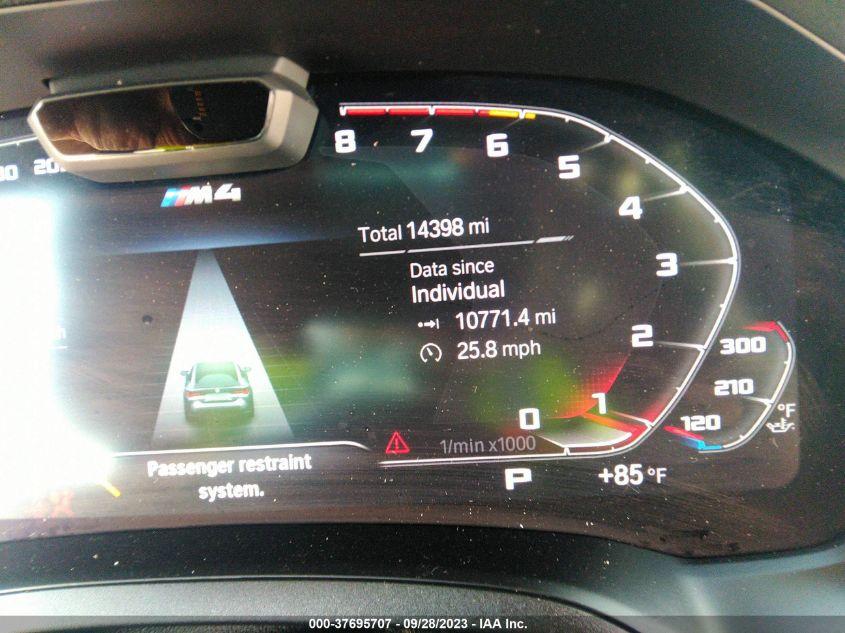 8 7 6 5 4 3 2 1 0
M4
Total 14398 mi
Data since
Individual
10771.4 mi
25.8 mph
300
210
120
°F
1/min x1000
Passenger restraint
system.
P
+85 °F
000-37695707 - 09/28/2023 - IAA Inc.